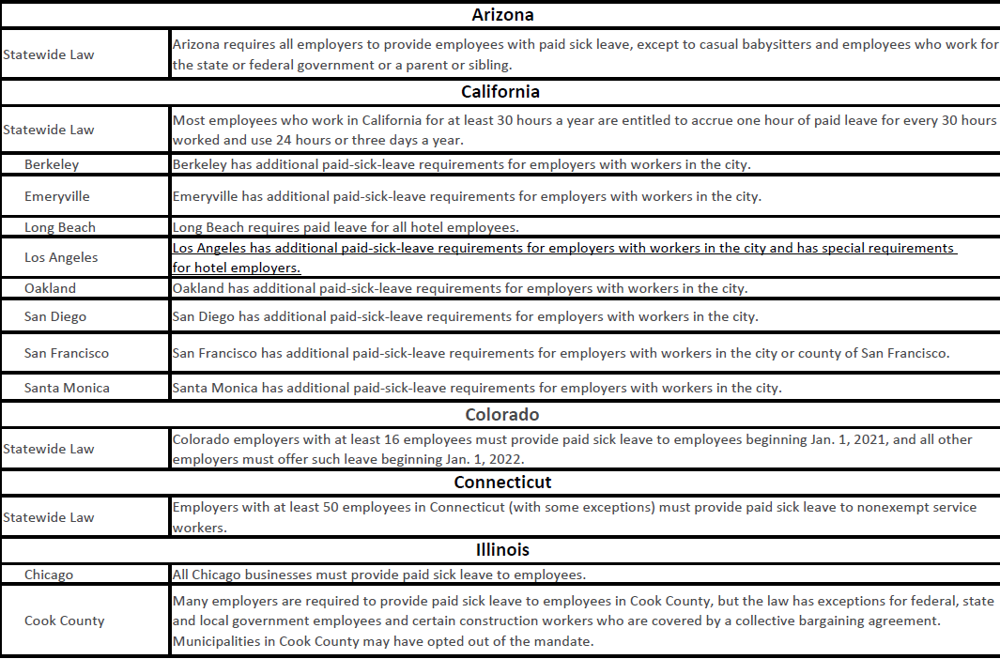 Arizona
Statewide Law
Arizona requires all employers to provide employees with paid sick leave, except to casual babysitters and employees who work for
the state or federal government or a parent or sibling.
California
Statewide Law
Most employees who work in California for at least 30 hours a year are entitled to accrue one hour of paid leave for every 30 hours
worked and use 24 hours or three days a year.
Berkeley
Berkeley has additional paid-sick-leave requirements for employers with workers in the city.
Emeryville
Emeryville has additional paid-sick-leave requirements for employers with workers in the city.
Long Beach
Long Beach requires paid leave for all hotel employees.
Los Angeles
Los Angeles has additional paid-sick-leave requirements for employers with workers in the city and has special requirements
for hotel employers.
Oakland
Oakland has additional paid-sick-leave requirements for employers with workers in the city.
San Diego
San Diego has additional paid-sick-leave requirements for employers with workers in the city.
San Francisco
San Francisco has additional paid-sick-leave requirements for employers with workers in the city or county of San Francisco.
Santa Monica
Santa Monica has additional paid-sick-leave requirements for employers with workers in the city.
Colorado
Statewide Law
Colorado employers with at least 16 employees must provide paid sick leave to employees beginning Jan. 1, 2021, and all other
employers must offer such leave beginning Jan. 1, 2022.
Connecticut
Statewide Law
Employers with at least 50 employees in Connecticut (with some exceptions) must provide paid sick leave to nonexempt service
workers.
Illinois
Chicago
All Chicago businesses must provide paid sick leave to employees.
Cook County
Many employers are required to provide paid sick leave to employees in Cook County, but the law has exceptions for federal, state
and local government employees and certain construction workers who are covered by a collective bargaining agreement.
Municipalities in Cook County may have opted out of the mandate.